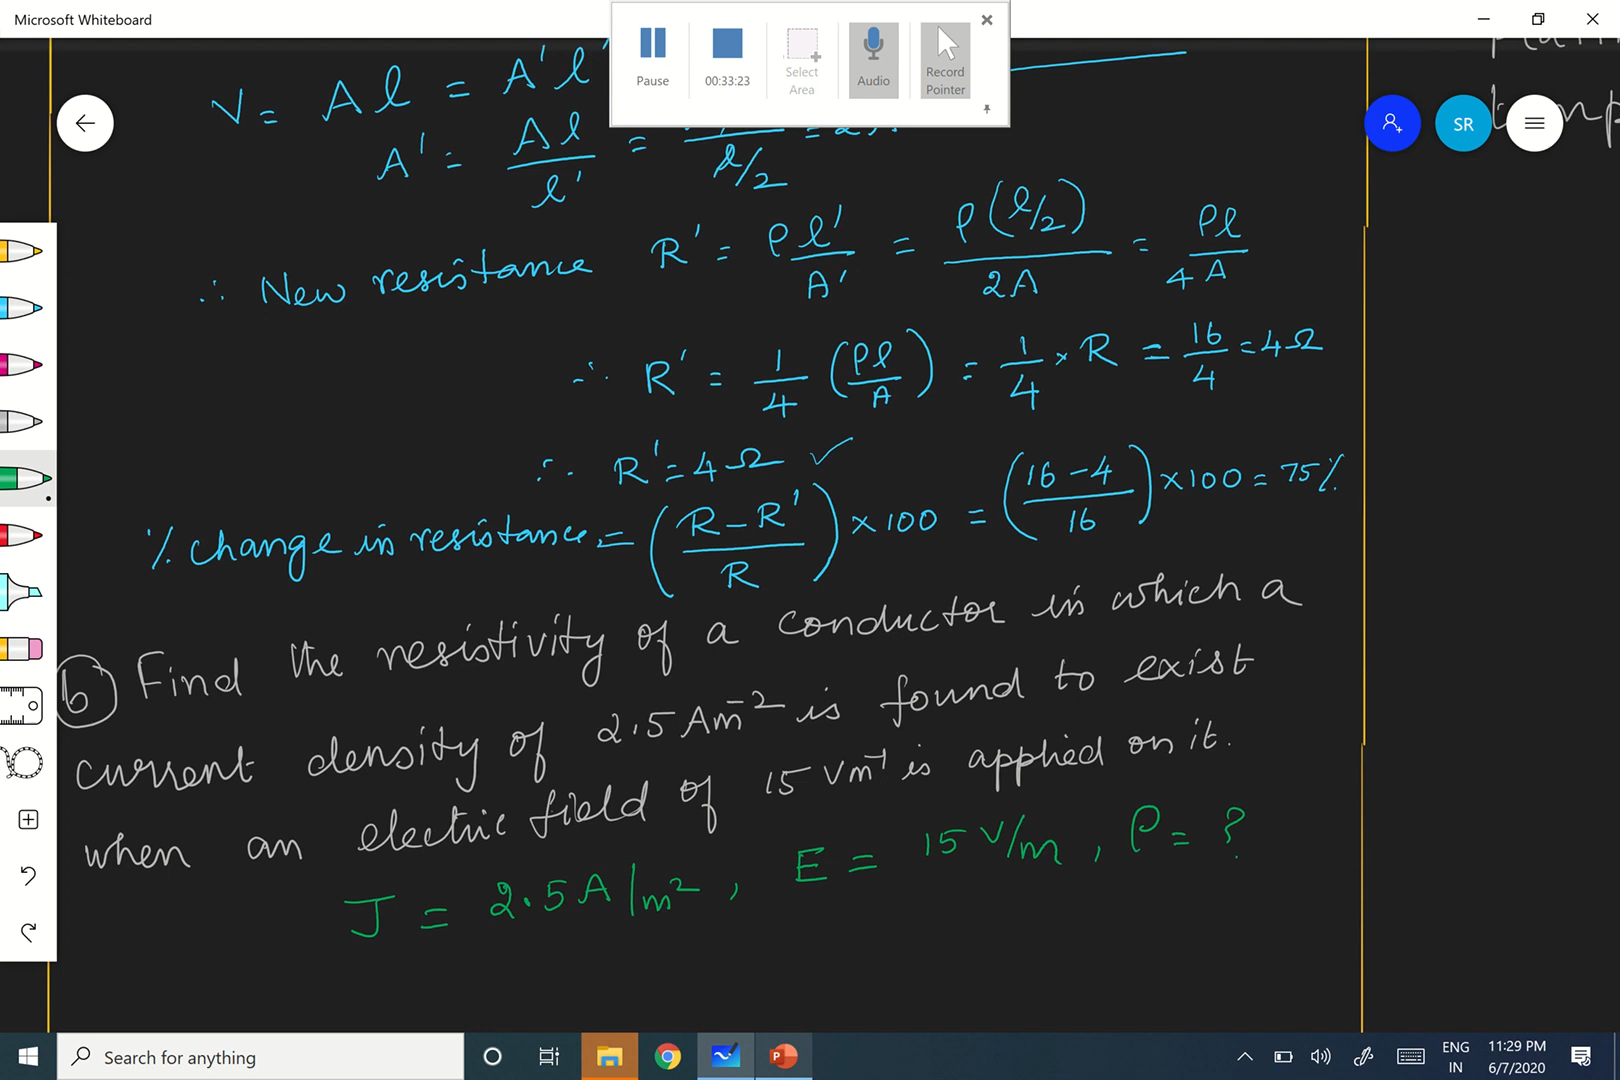 Microsoft Whiteboard
Pause
00:33:23
Select Area
Audio
Record Pointer
SR
V = Al = A'l'
A' = Al/l' = l/2 = 2A
∴ New resistance R' = ρl'/A' = ρ(l/2)/2A = ρl/4A
∴ R' = 1/4 (ρl/A) = 1/4 × R = 16/4 = 4Ω
∴ R' = 4Ω ✓
% change in resistance = (R-R'/R) × 100 = (16-4/16) × 100 = 75%
b Find the resistivity of a conductor in which a
current density of 2.5 Am⁻² is found to exist
when an electric field of 15 Vm⁻¹ is applied on it.
J = 2.5 A/m², E = 15 V/m, ρ = ?
Search for anything
ENG
IN
11:29 PM
6/7/2020